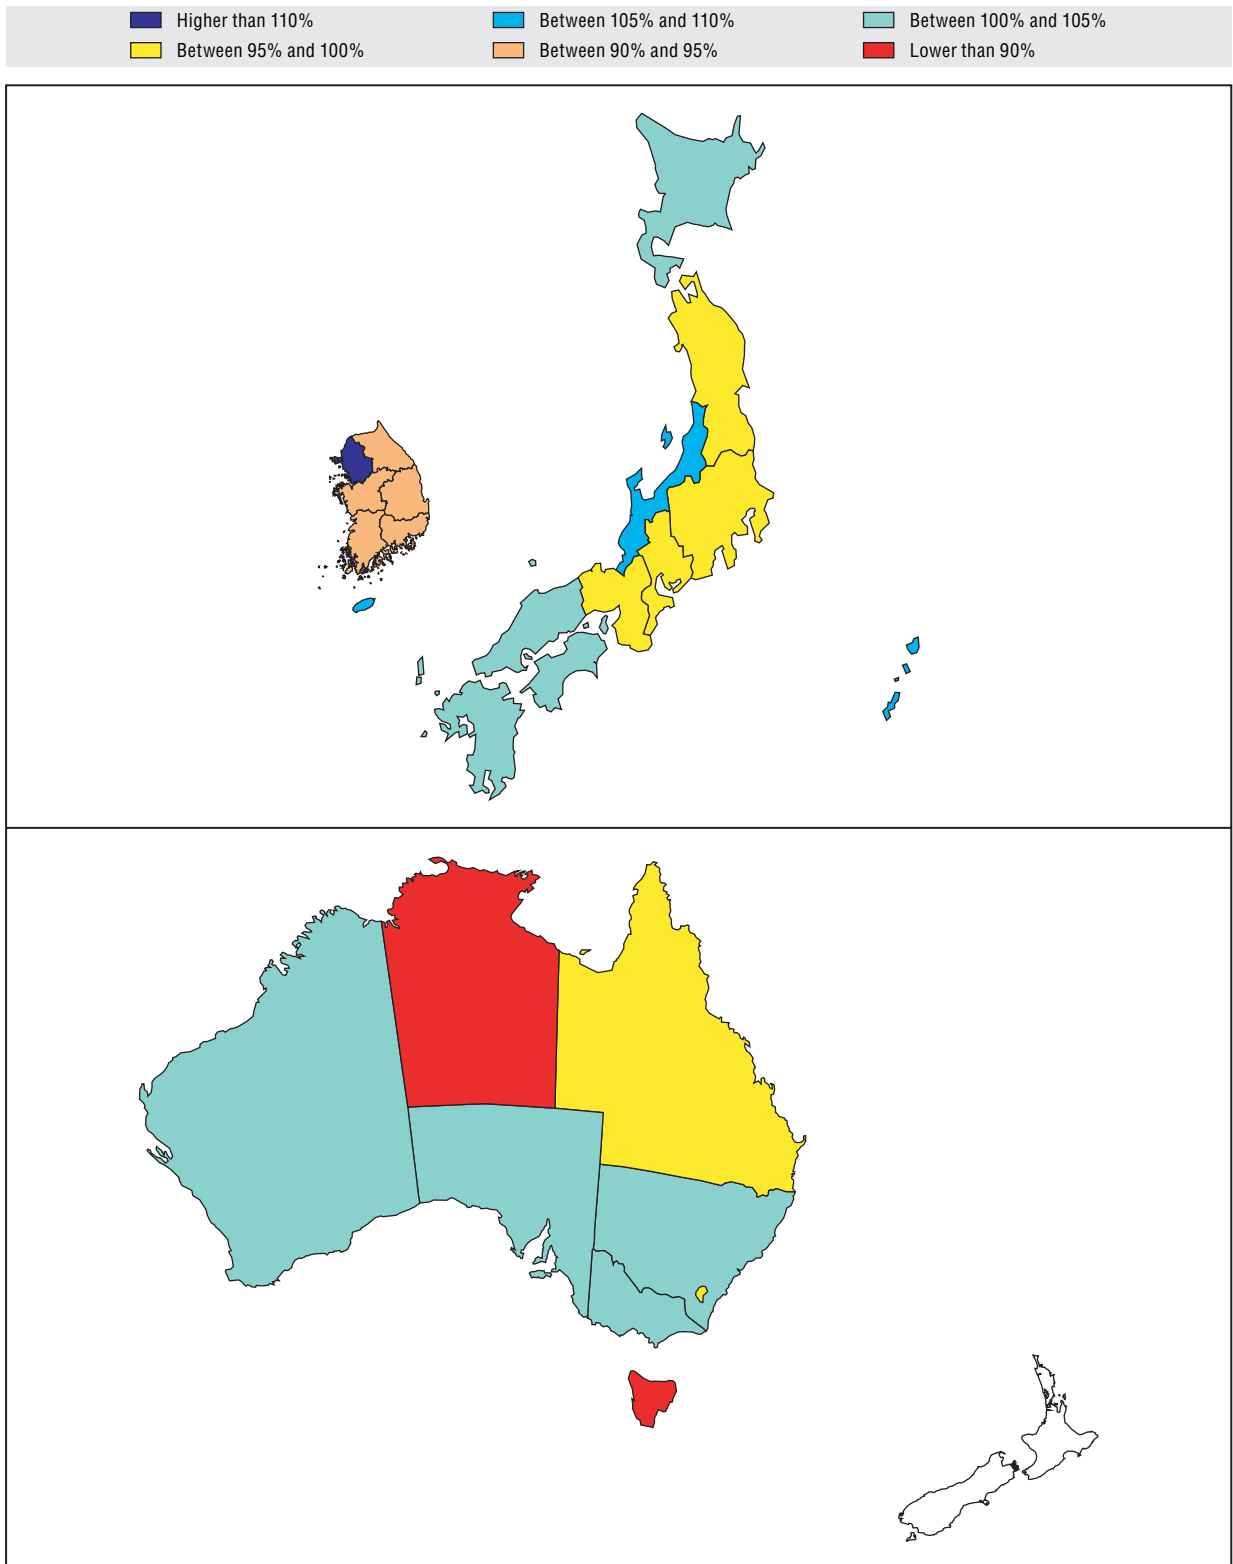 Higher than 110% Between 105% and 110% Between 100% and 105%
Between 95% and 100% Between 90% and 95% Lower than 90%